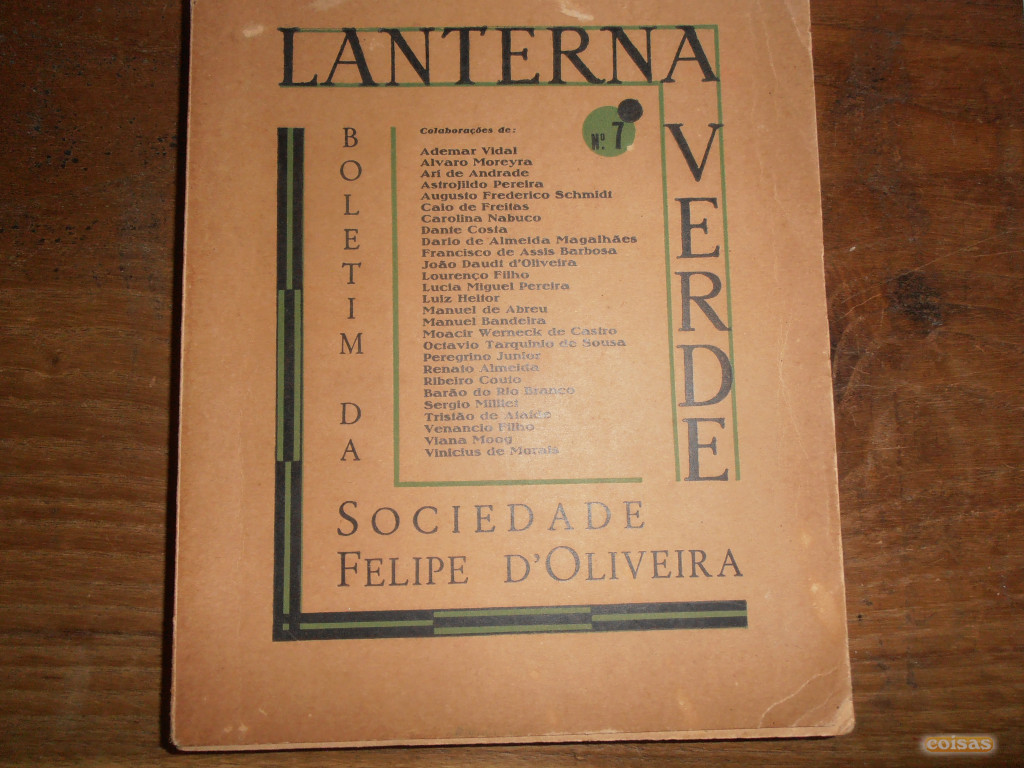 LANTERNA
VERDE
Nº 7
BOLETIM DA
SOCIEDADE
FELIPE D'OLIVEIRA
Colaborações de:
Ademar Vidal
Alvaro Moreyra
Ari de Andrade
Astrojildo Pereira
Augusto Frederico Schmidt
Caio de Freitas
Carolina Nabuco
Dante Costa
Dario de Almeida Magalhães
Francisco de Assis Barbosa
João Daudt d'Oliveira
Lourenço Filho
Lucia Miguel Pereira
Luiz Heitor
Manuel de Abreu
Manuel Bandeira
Moacir Werneck de Castro
Octavio Tarquinio de Sousa
Peregrino Junior
Renato Almeida
Ribeiro Couto
Barão do Rio Branco
Sergio Milliet
Tristão de Ataíde
Venancio Filho
Viana Moog
Vinicius de Morais
coisas